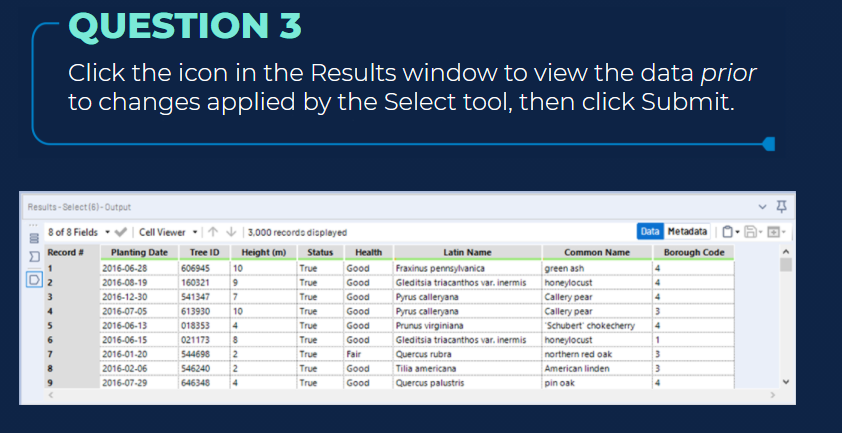 QUESTION 3
Click the icon in the Results window to view the data prior
to changes applied by the Select tool, then click Submit.
Results - Select (6) - Output
8 of 8 Fields Cell Viewer 3,000 records displayed Data Metadata
Record # Planting Date Tree ID Height (m) Status Health Latin Name Common Name Borough Code
1 2016-06-28 606945 10 True Good Fraxinus pennsylvanica green ash 4
2 2016-08-19 160321 9 True Good Gleditsia triacanthos var. inermis honeylocust 4
3 2016-12-30 541347 7 True Good Pyrus calleryana Callery pear 4
4 2016-07-05 613930 10 True Good Pyrus calleryana Callery pear 3
5 2016-06-13 018353 4 True Good Prunus virginiana 'Schubert' chokecherry 4
6 2016-06-15 021173 8 True Good Gleditsia triacanthos var. inermis honeylocust 1
7 2016-01-20 544698 2 True Fair Quercus rubra northern red oak 3
8 2016-02-06 546240 2 True Good Tilia americana American linden 3
9 2016-07-29 646348 4 True Good Quercus palustris pin oak 4